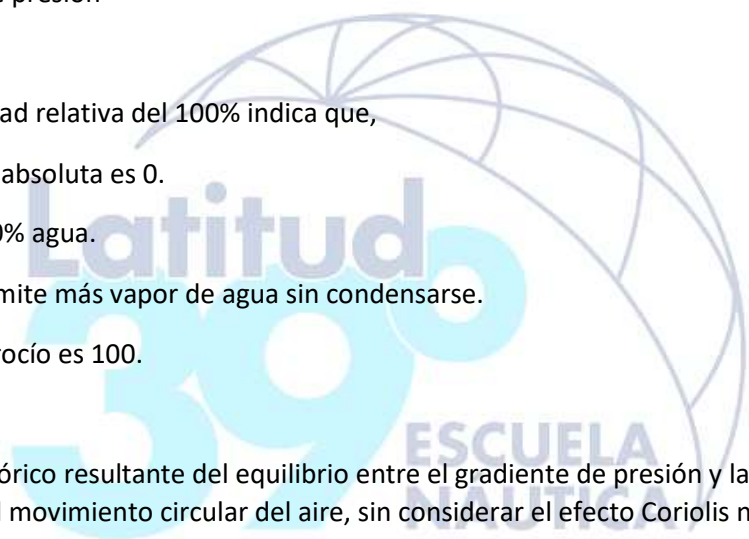 presión
ad relativa del 100% indica que,
absoluta es 0.
0% agua.
mite más vapor de agua sin condensarse.
rocío es 100.
Latitud
39º
ESCUELA
NÁUTICA
órico resultante del equilibrio entre el gradiente de presión y la
l movimiento circular del aire, sin considerar el efecto Coriolis n